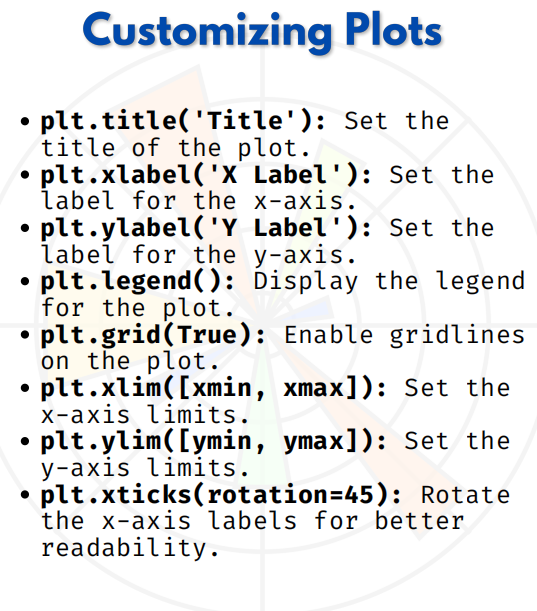 Customizing Plots
• plt.title('Title'): Set the
title of the plot.
• plt.xlabel('X Label'): Set the
label for the x-axis.
• plt.ylabel('Y Label'): Set the
label for the y-axis.
• plt.legend(): Display the legend
for the plot.
• plt.grid(True): Enable gridlines
on the plot.
• plt.xlim([xmin, xmax]): Set the
x-axis limits.
• plt.ylim([ymin, ymax]): Set the
y-axis limits.
• plt.xticks(rotation=45): Rotate
the x-axis labels for better
readability.